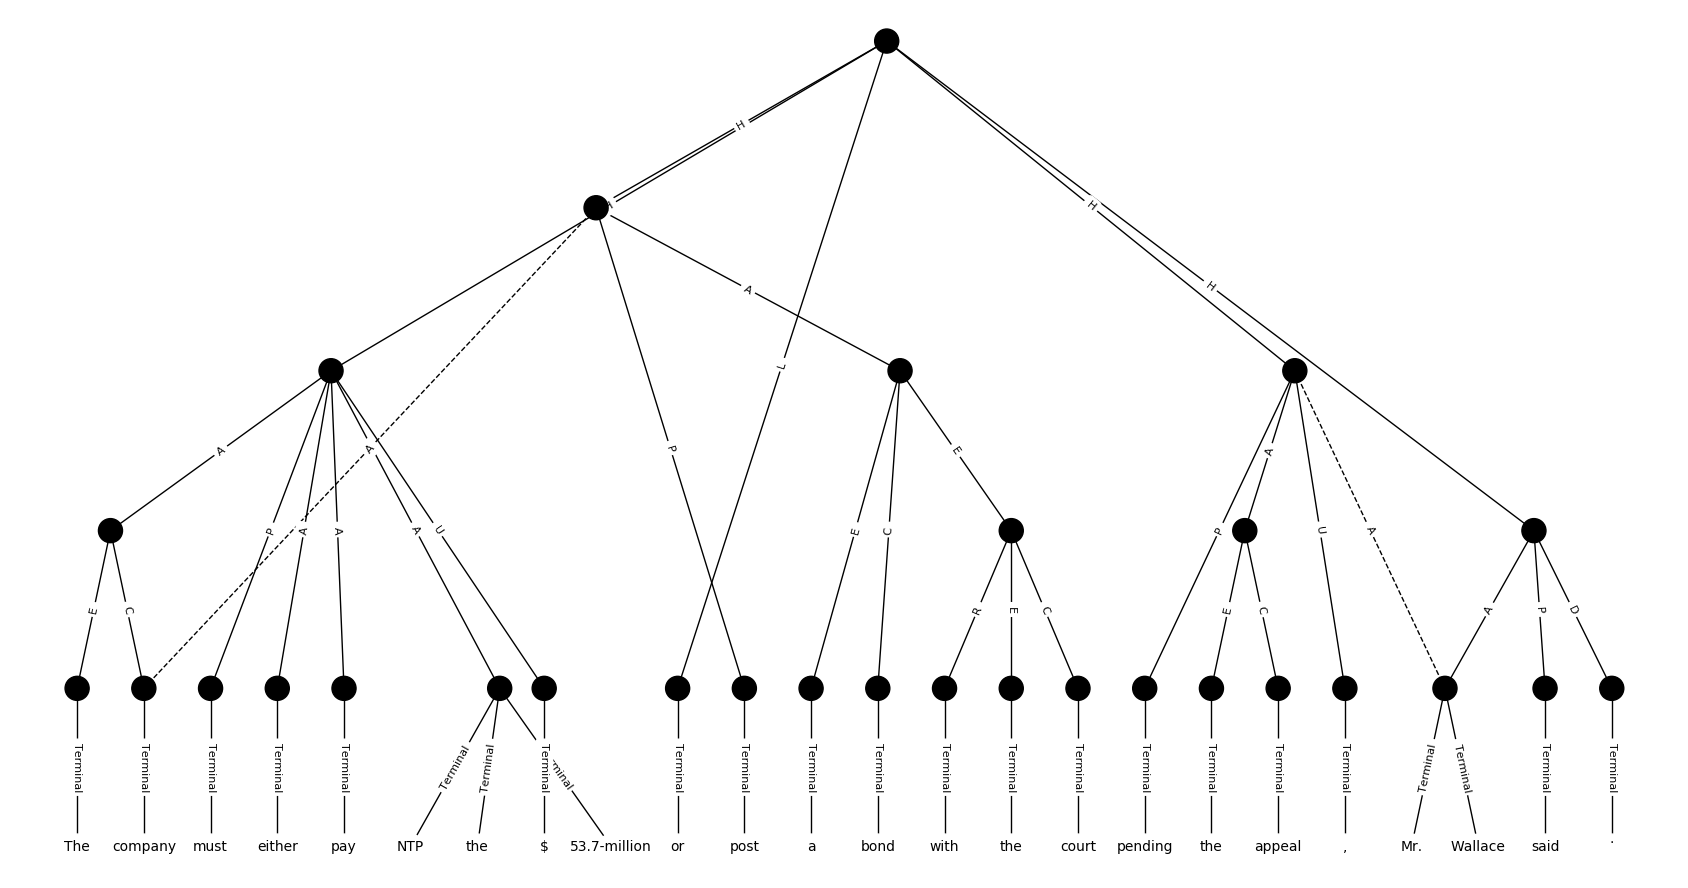 H
H
H
H
A
L
P
A
A
E
A
P
A
A
A
U
E
C
P
U
A
E
C
R
E
C
E
C
A
P
D
Terminal Terminal Terminal Terminal Terminal Terminal Terminal Terminal Terminal Terminal Terminal Terminal Terminal Terminal Terminal Terminal Terminal Terminal Terminal Terminal Terminal Terminal Terminal
The company must either pay NTP the $ 53.7-million or post a bond with the court pending the appeal , Mr. Wallace said .